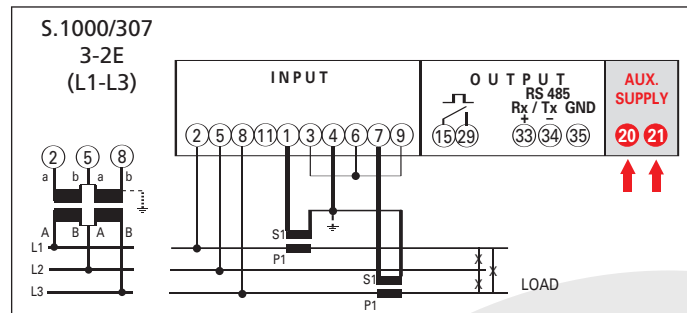 S.1000/307
3-2E
(L1-L3)
INPUT
OUTPUT
RS 485
Rx / Tx GND
+ −
AUX.
SUPPLY
2 5 8 11 1 3 4 6 7 9
15 29
33 34 35
20 21
2 5 8
a b a b
A B A B
L1
L2
L3
S1
P1
S1
P1
X
X
X
LOAD